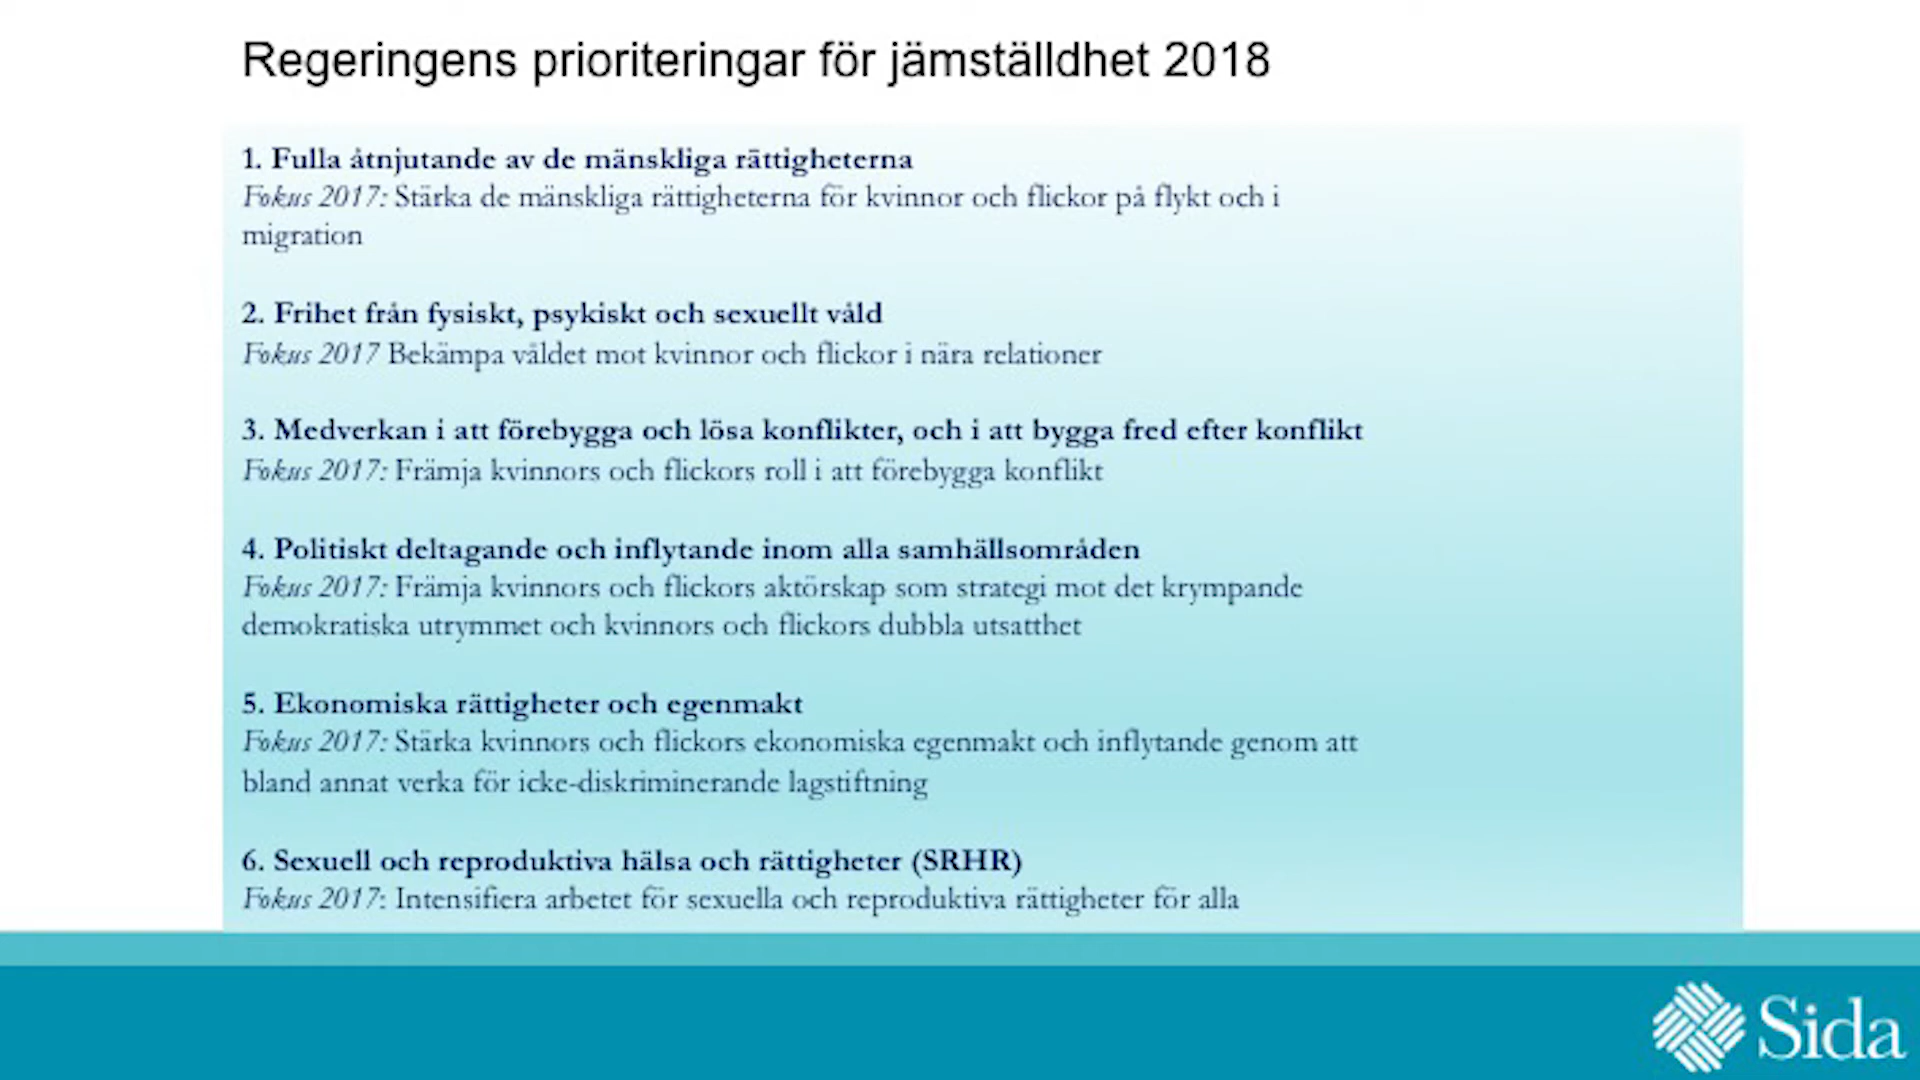 Regeringens prioriteringar för jämställdhet 2018
1. Fulla åtnjutande av de mänskliga rättigheterna
Fokus 2017: Stärka de mänskliga rättigheterna för kvinnor och flickor på flykt och i
migration
2. Frihet från fysiskt, psykiskt och sexuellt våld
Fokus 2017 Bekämpa våldet mot kvinnor och flickor i nära relationer
3. Medverkan i att förebygga och lösa konflikter, och i att bygga fred efter konflikt
Fokus 2017: Främja kvinnors och flickors roll i att förebygga konflikt
4. Politiskt deltagande och inflytande inom alla samhällsområden
Fokus 2017: Främja kvinnors och flickors aktörskap som strategi mot det krympande
demokratiska utrymmet och kvinnors och flickors dubbla utsatthet
5. Ekonomiska rättigheter och egenmakt
Fokus 2017: Stärka kvinnors och flickors ekonomiska egenmakt och inflytande genom att
bland annat verka för icke-diskriminerande lagstiftning
6. Sexuell och reproduktiva hälsa och rättigheter (SRHR)
Fokus 2017: Intensifiera arbetet för sexuella och reproduktiva rättigheter för alla
Sida